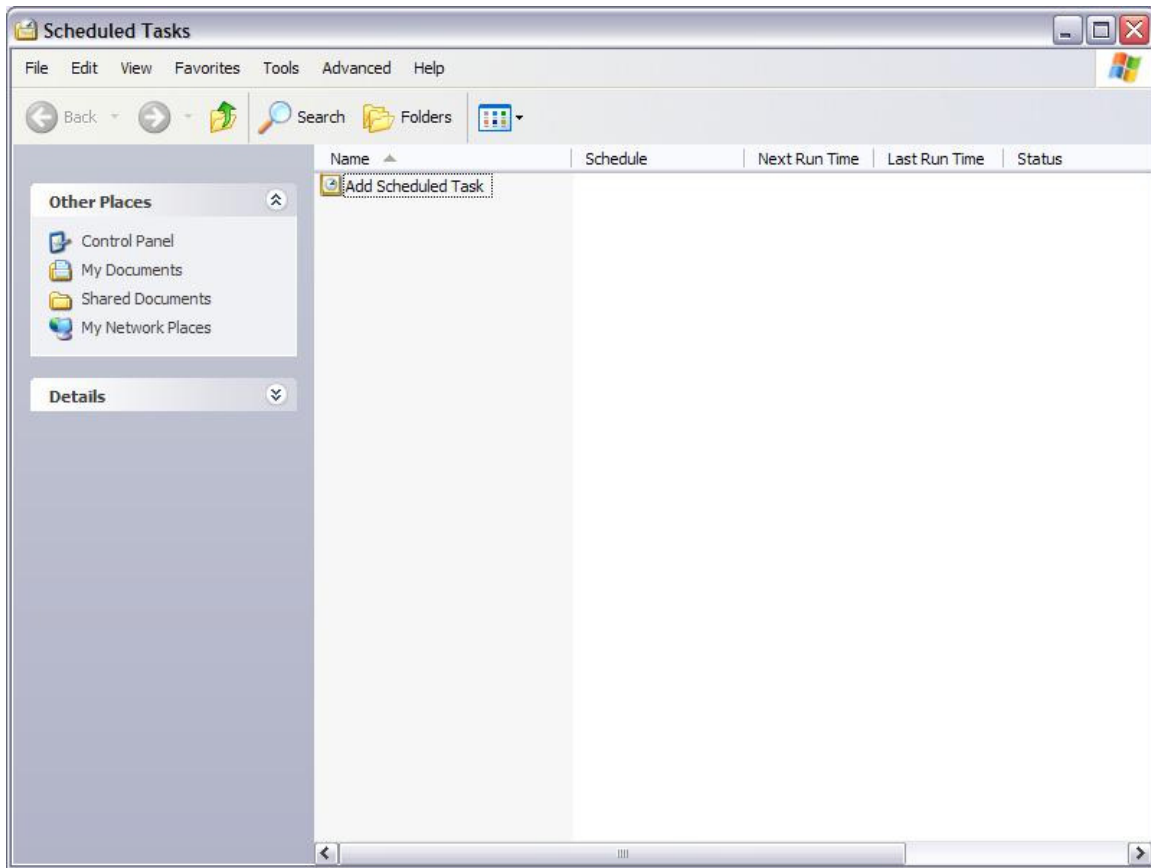 Scheduled Tasks
File Edit View Favorites Tools Advanced Help
Back Search Folders
Name Schedule Next Run Time Last Run Time Status
Add Scheduled Task
Other Places
Control Panel
My Documents
Shared Documents
My Network Places
Details